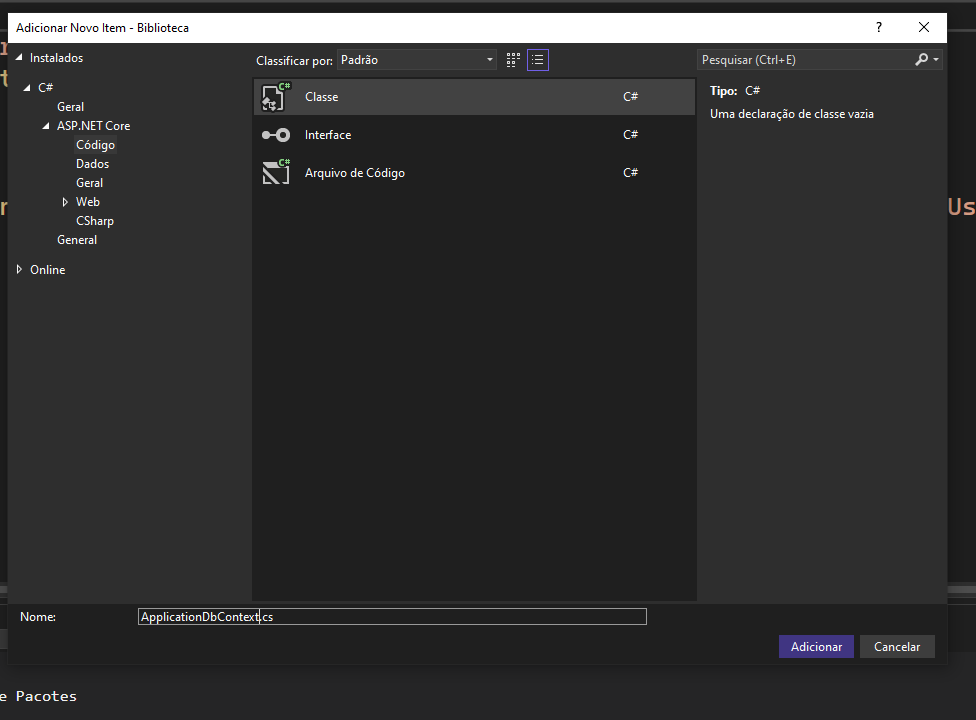 Adicionar Novo Item - Biblioteca
?
Instalados
Classificar por: Padrão
Pesquisar (Ctrl+E)
C#
Geral
ASP.NET Core
Código
Dados
Geral
Web
CSharp
General
Online
Classe C#
Interface C#
Arquivo de Código C#
Tipo: C#
Uma declaração de classe vazia
Us
Nome: ApplicationDbContext.cs
Adicionar
Cancelar
e Pacotes